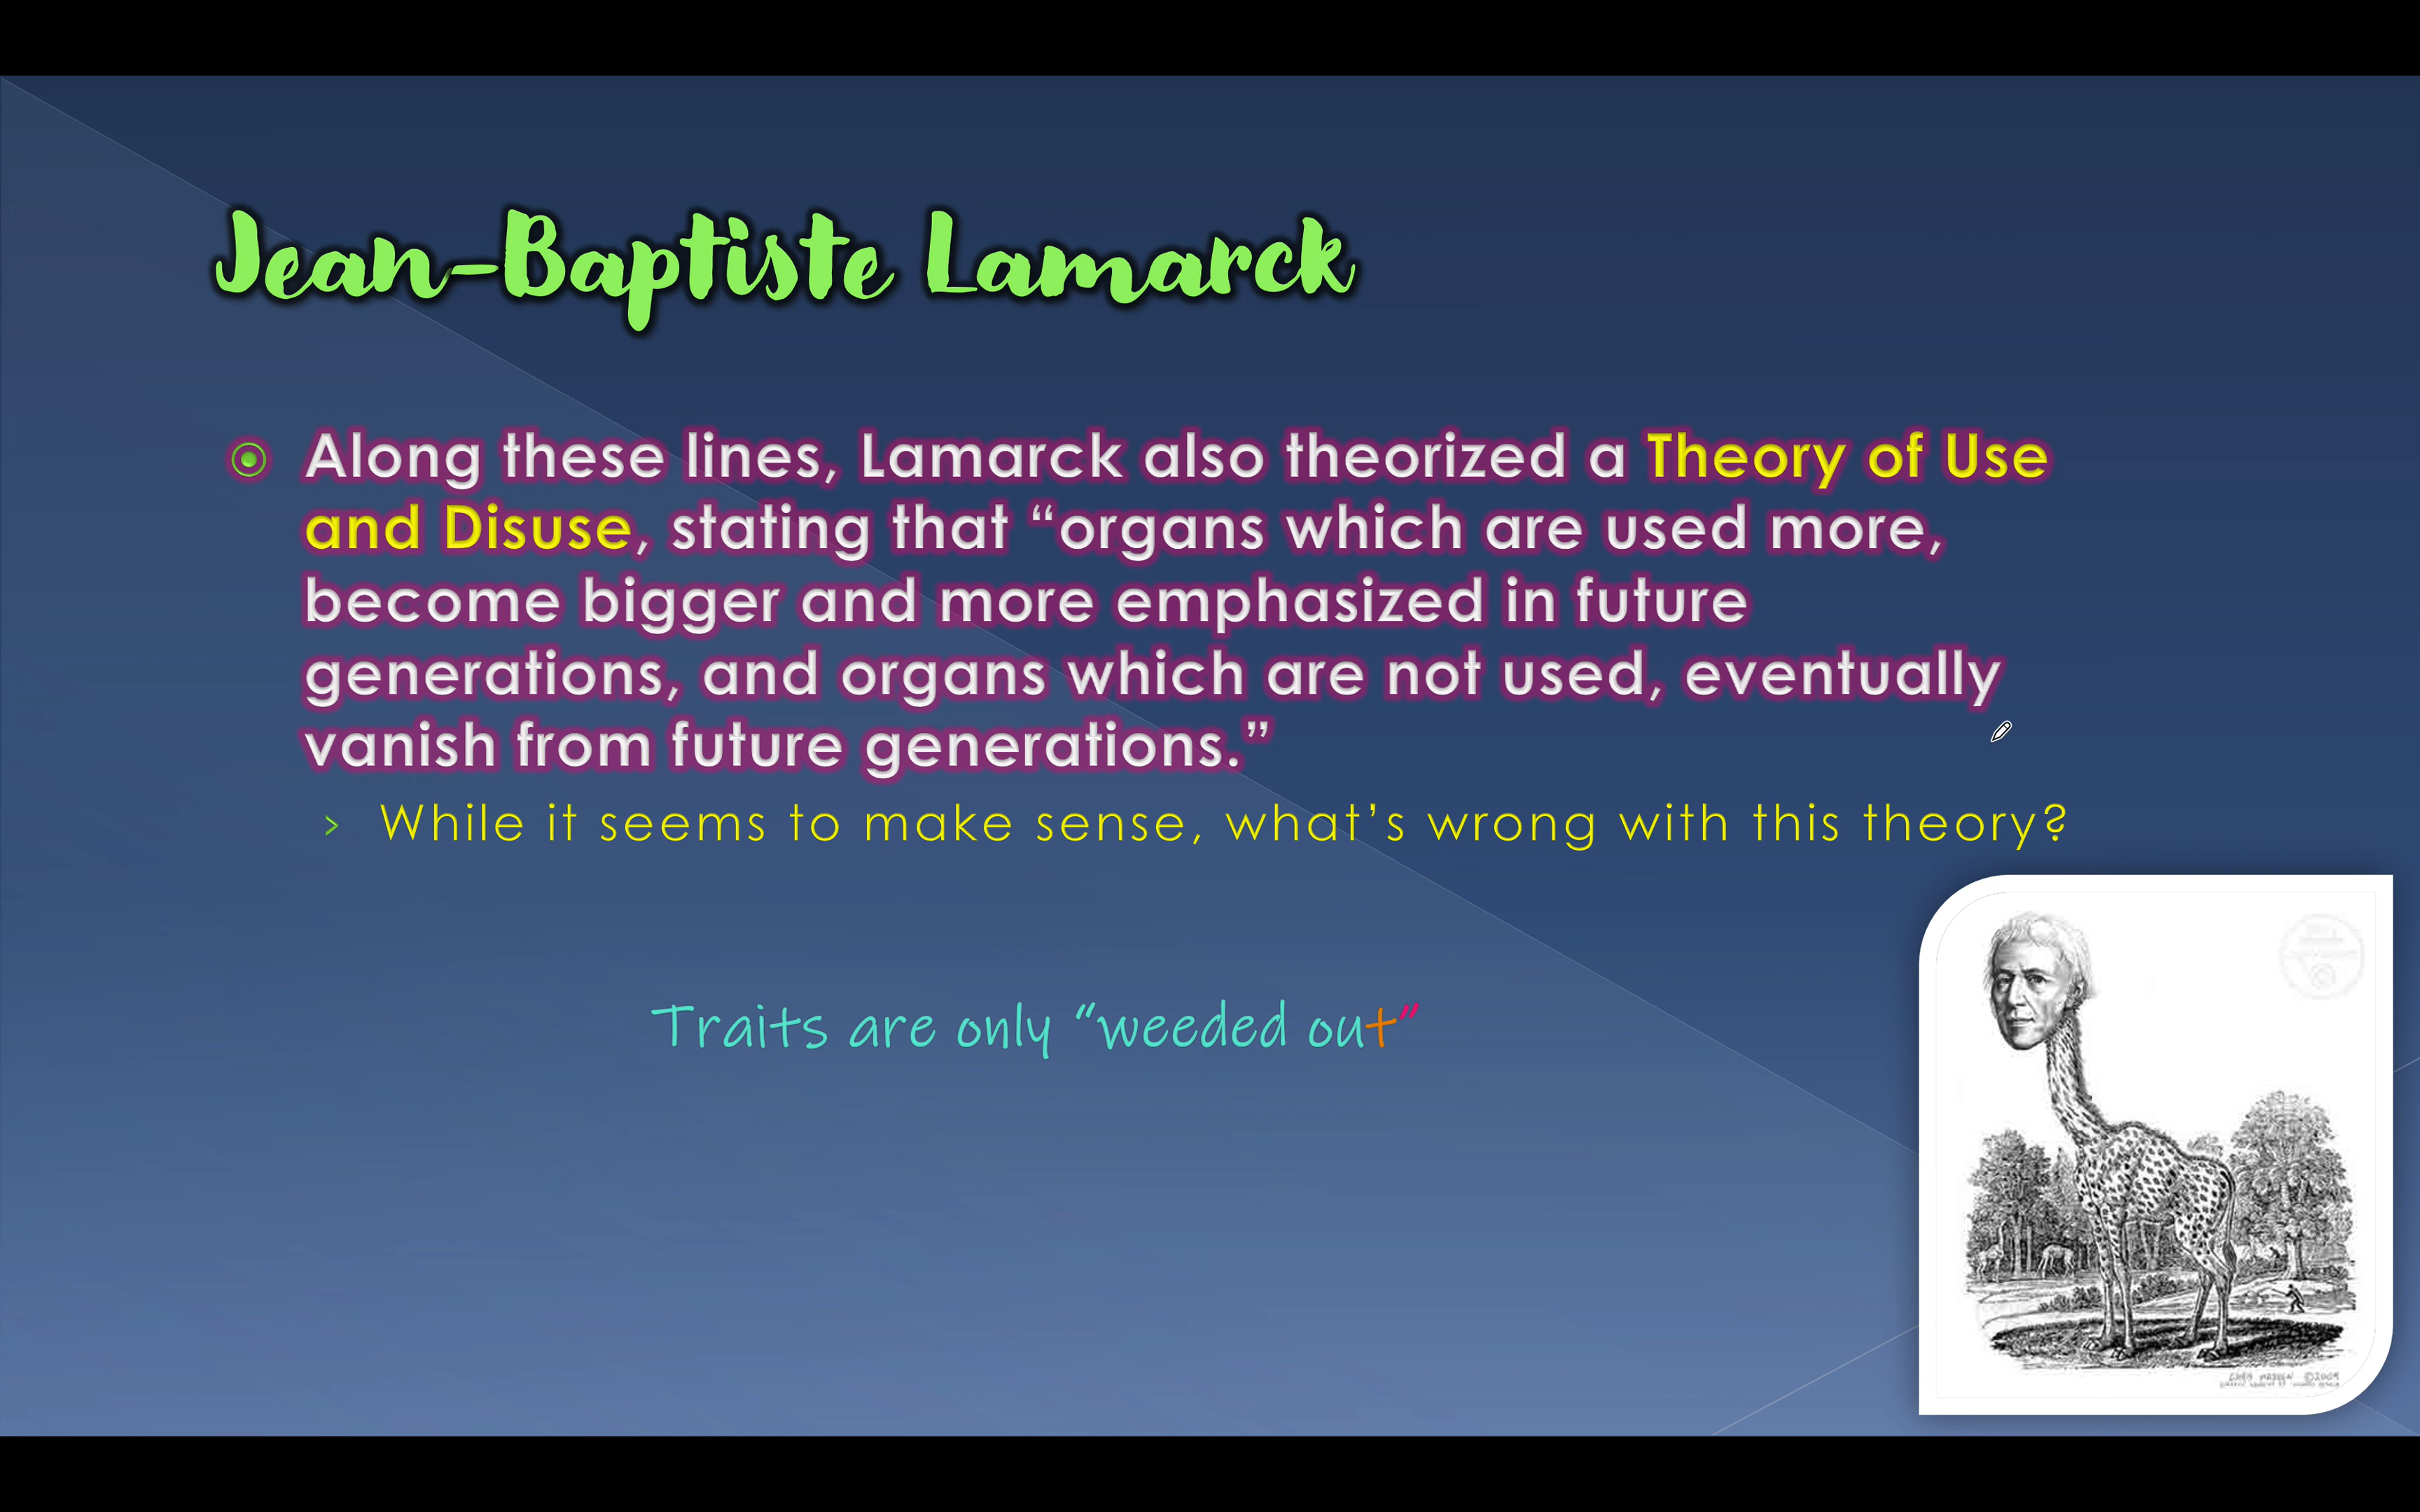 Jean-Baptiste Lamarck
Along these lines, Lamarck also theorized a Theory of Use
and Disuse, stating that “organs which are used more,
become bigger and more emphasized in future
generations, and organs which are not used, eventually
vanish from future generations.”
While it seems to make sense, what’s wrong with this theory?
Traits are only “weeded out”
©2009